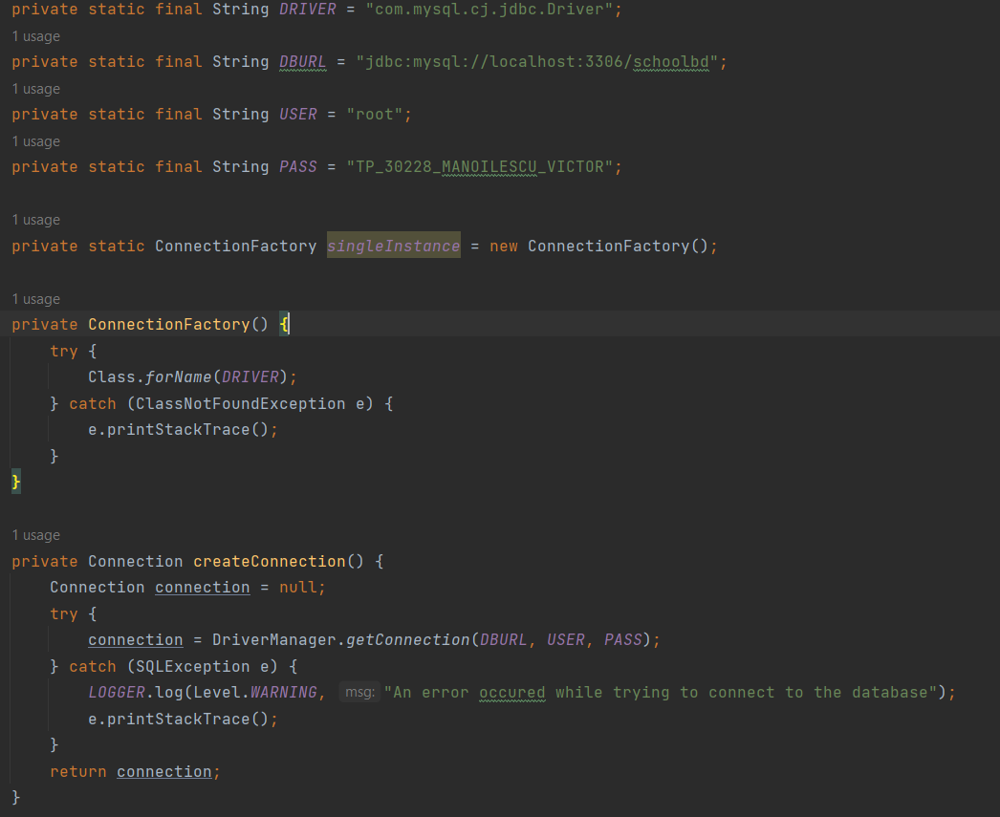 private static final String DRIVER = "com.mysql.cj.jdbc.Driver";
1 usage
private static final String DBURL = "jdbc:mysql://localhost:3306/schoolbd";
1 usage
private static final String USER = "root";
1 usage
private static final String PASS = "TP_30228_MANOILESCU_VICTOR";
1 usage
private static ConnectionFactory singleInstance = new ConnectionFactory();
1 usage
private ConnectionFactory() {
try {
Class.forName(DRIVER);
} catch (ClassNotFoundException e) {
e.printStackTrace();
}
}
1 usage
private Connection createConnection() {
Connection connection = null;
try {
connection = DriverManager.getConnection(DBURL, USER, PASS);
} catch (SQLException e) {
LOGGER.log(Level.WARNING, msg: "An error occured while trying to connect to the database");
e.printStackTrace();
}
return connection;
}